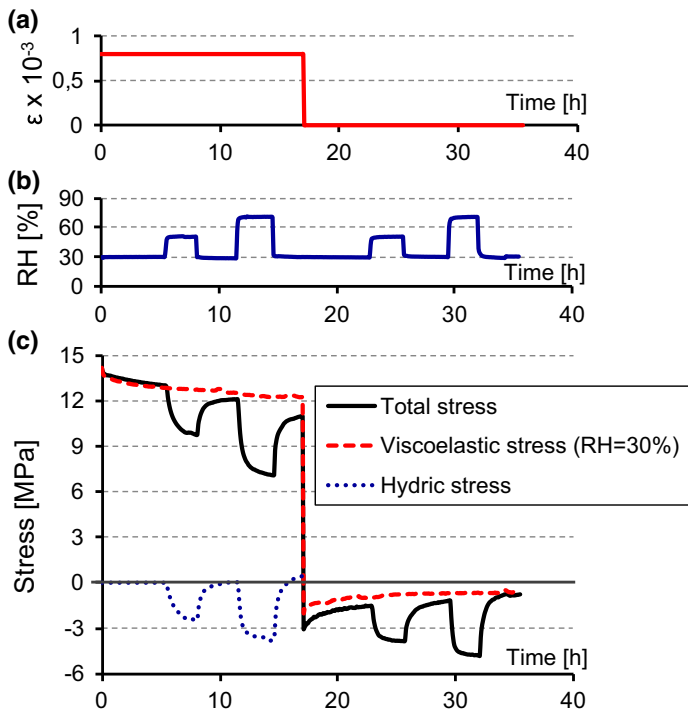 (a)
ε x 10⁻³
1
0,5
0
Time [h]
0 10 20 30 40
(b)
RH [%]
90
60
30
0
Time [h]
0 10 20 30 40
(c)
Stress [MPa]
15
12
9
6
3
0
-3
-6
Total stress
Viscoelastic stress (RH=30%)
Hydric stress
Time [h]
0 10 20 30 40